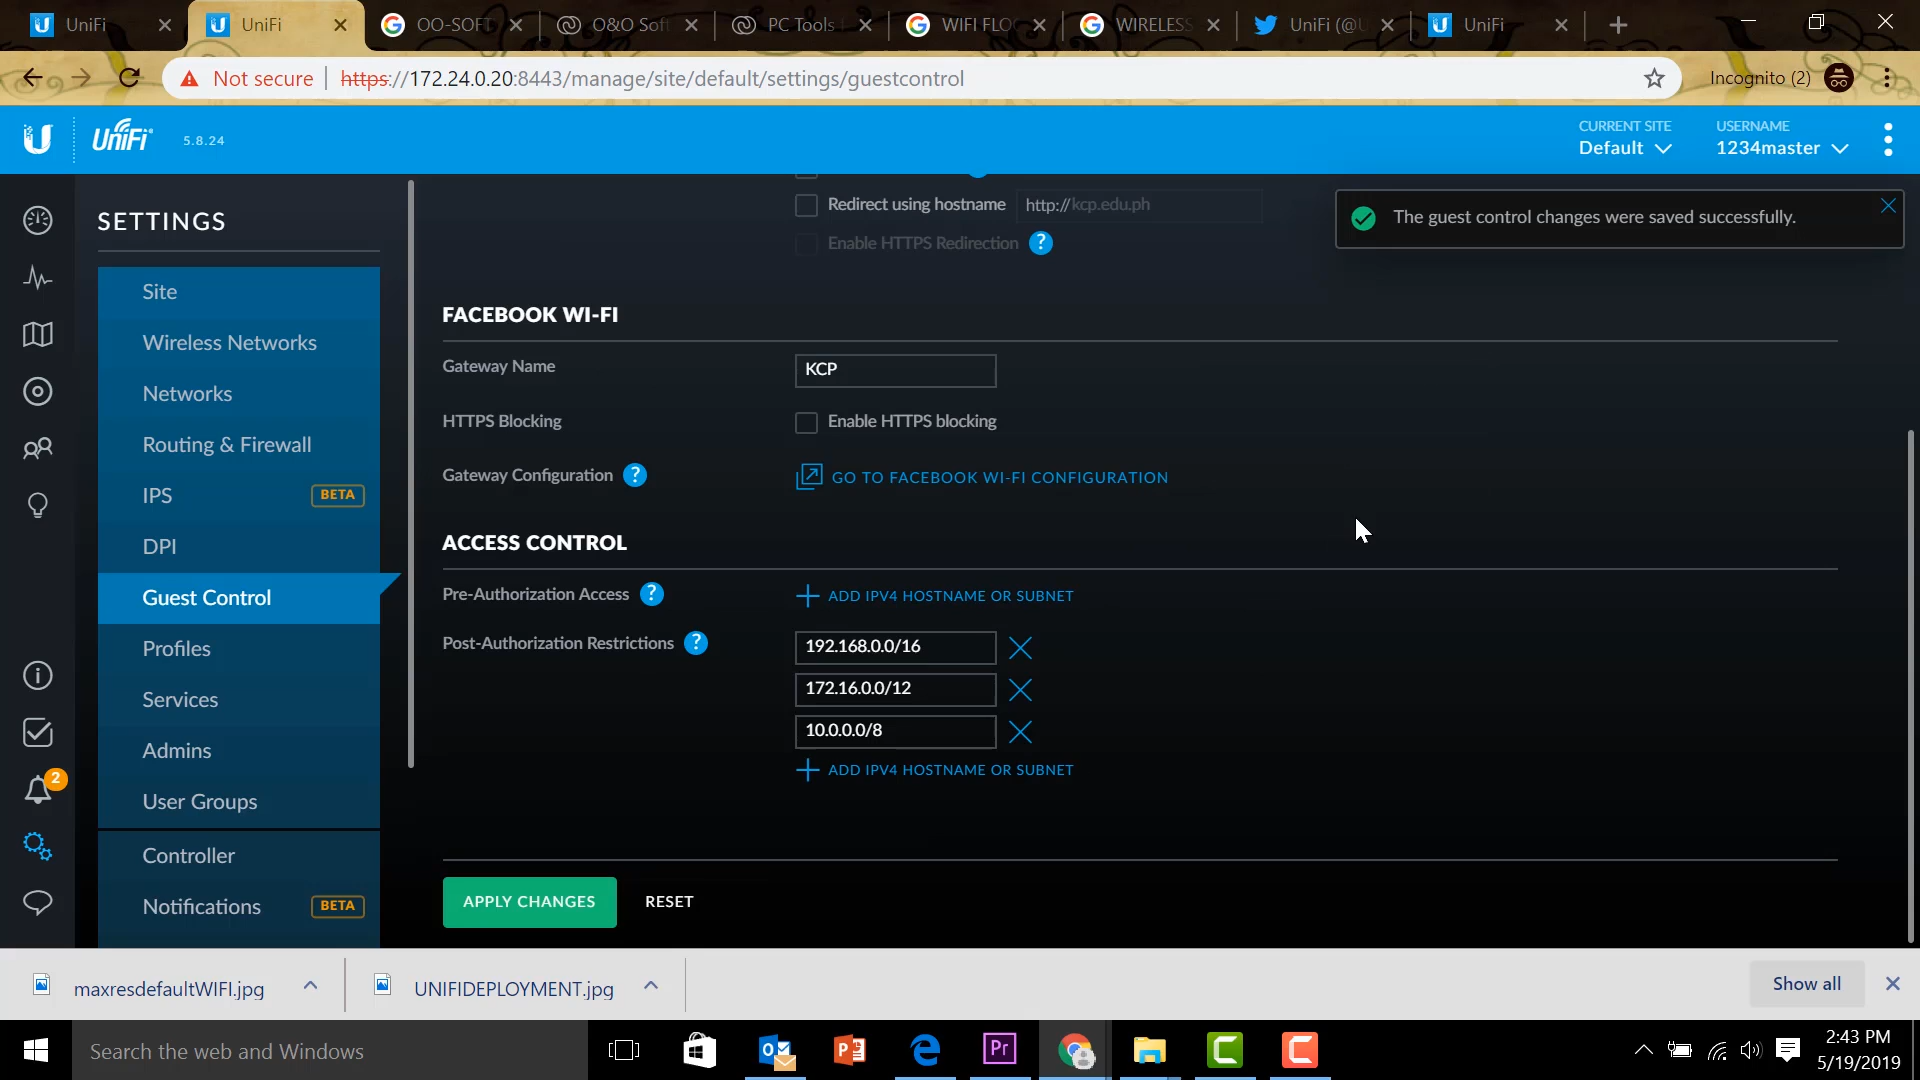 UniFi
UniFi
OO-SOFT
O&O Soft
PC Tools
WIFI FLO
WIRELESS
UniFi (@U
UniFi
Not secure https://172.24.0.20:8443/manage/site/default/settings/guestcontrol
Incognito (2)
UniFi 5.8.24
CURRENT SITE
Default
USERNAME
1234master
SETTINGS
Site
Wireless Networks
Networks
Routing & Firewall
IPS BETA
DPI
Guest Control
Profiles
Services
Admins
User Groups
Controller
Notifications BETA
2
Redirect using hostname http://kcp.edu.ph
Enable HTTPS Redirection ?
The guest control changes were saved successfully.
FACEBOOK WI-FI
Gateway Name KCP
HTTPS Blocking Enable HTTPS blocking
Gateway Configuration ? GO TO FACEBOOK WI-FI CONFIGURATION
ACCESS CONTROL
Pre-Authorization Access ? ADD IPV4 HOSTNAME OR SUBNET
Post-Authorization Restrictions ? 192.168.0.0/16
172.16.0.0/12
10.0.0.0/8
ADD IPV4 HOSTNAME OR SUBNET
APPLY CHANGES RESET
maxresdefaultWIFI.jpg
UNIFIDEPLOYMENT.jpg
Show all
Search the web and Windows
2:43 PM
5/19/2019